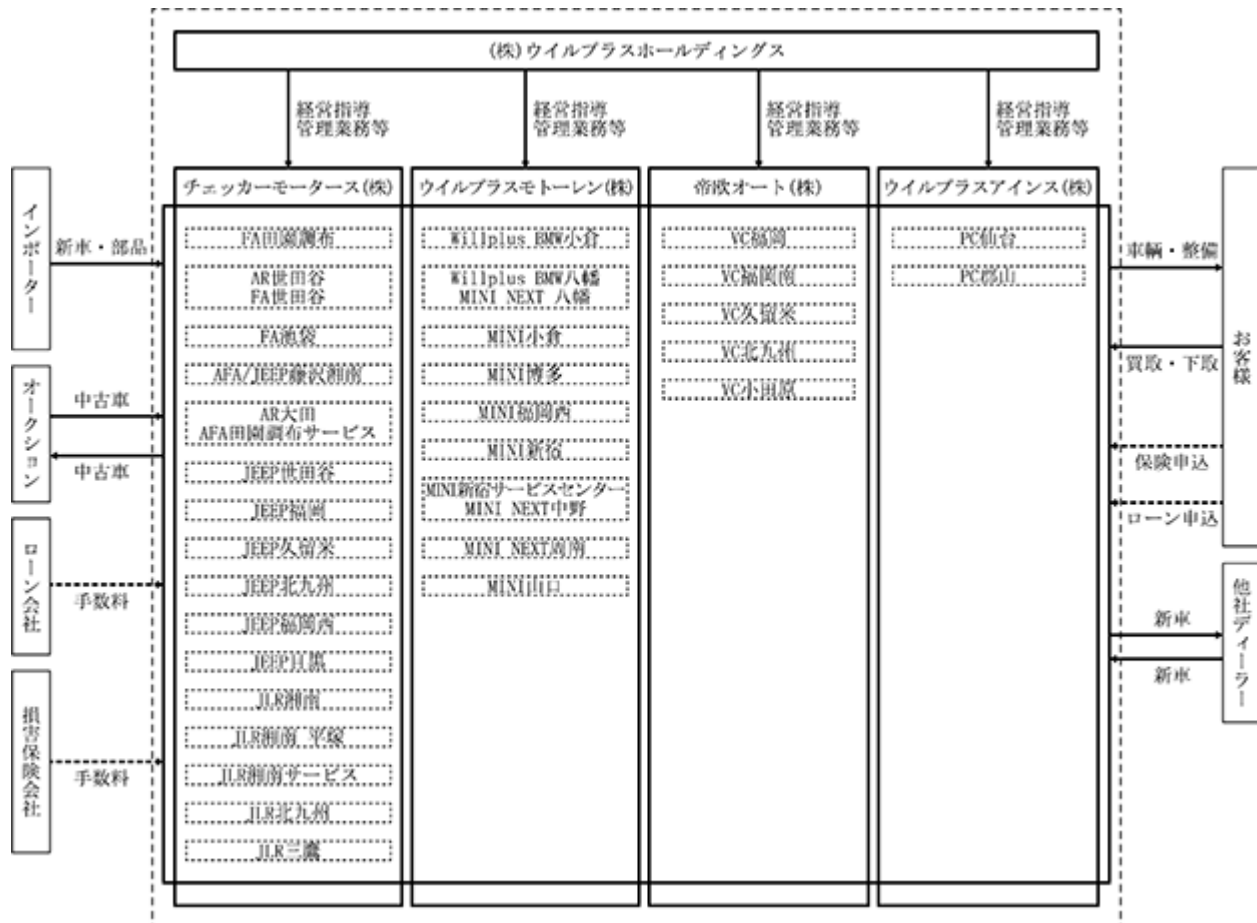 (株)ウイルプラスホールディングス
経営指導
管理業務等
経営指導
管理業務等
経営指導
管理業務等
経営指導
管理業務等
インポーター
新車・部品
オークション
中古車
中古車
ローン会社
手数料
損害保険会社
手数料
チェッカーモータース(株)
FA田園調布
AR世田谷
FA世田谷
FA池袋
AFA/JEEP藤沢湘南
AR大田
AFA田園調布サービス
JEEP世田谷
JEEP福岡
JEEP久留米
JEEP北九州
JEEP福岡西
JEEP目黒
JLR湘南
JLR湘南 平塚
JLR湘南サービス
JLR北九州
JLR三鷹
ウイルプラスモトーレン(株)
Willplus BMW小倉
Willplus BMW八幡
MINI NEXT 八幡
MINI小倉
MINI博多
MINI福岡西
MINI新宿
MINI新宿サービスセンター
MINI NEXT中野
MINI NEXT周南
MINI山口
帝欧オート(株)
VC福岡
VC福岡南
VC久留米
VC北九州
VC小田原
ウイルプラスアインス(株)
PC仙台
PC郡山
車輌・整備
買取・下取
保険申込
ローン申込
お客様
新車
新車
他社ディーラー